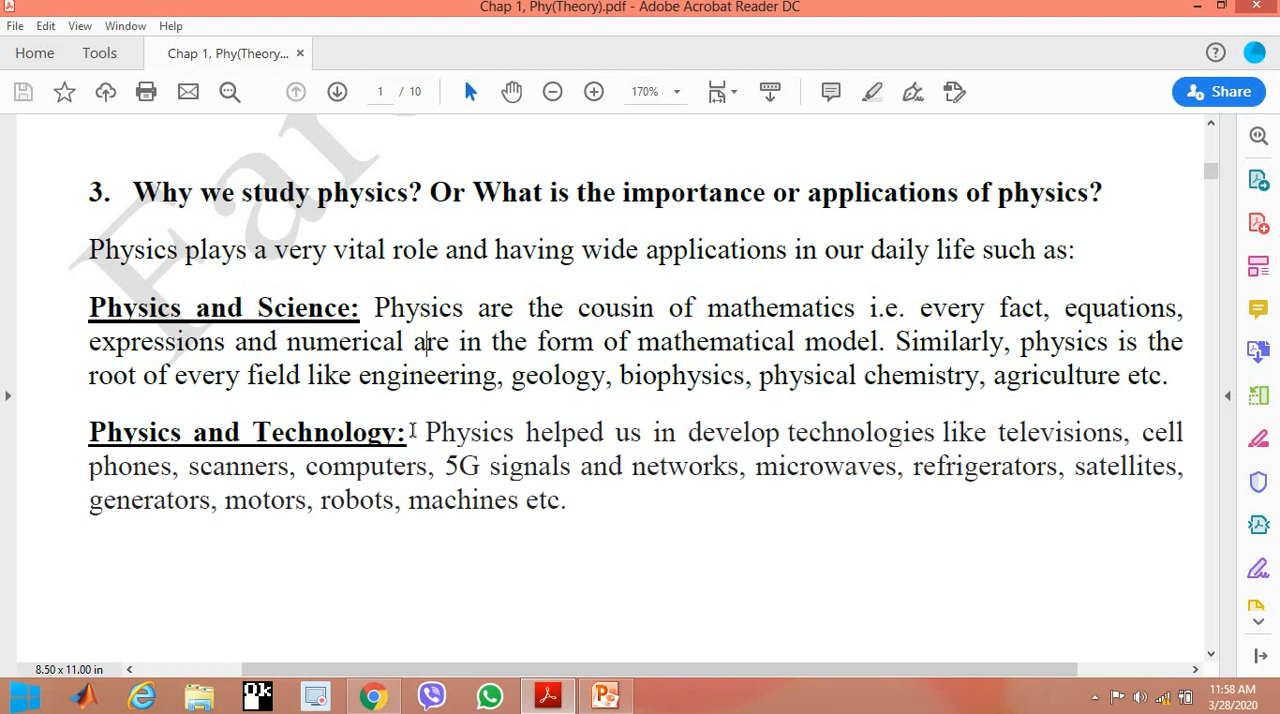 Chap 1, Phy(Theory).pdf - Adobe Acrobat Reader DC
File Edit View Window Help
Home Tools Chap 1, Phy(Theory... ×
1 / 10 170% Share
3. Why we study physics? Or What is the importance or applications of physics?
Physics plays a very vital role and having wide applications in our daily life such as:
Physics and Science: Physics are the cousin of mathematics i.e. every fact, equations,
expressions and numerical are in the form of mathematical model. Similarly, physics is the
root of every field like engineering, geology, biophysics, physical chemistry, agriculture etc.
Physics and Technology: Physics helped us in develop technologies like televisions, cell
phones, scanners, computers, 5G signals and networks, microwaves, refrigerators, satellites,
generators, motors, robots, machines etc.
8.50 x 11.00 in
11:58 AM
3/28/2020